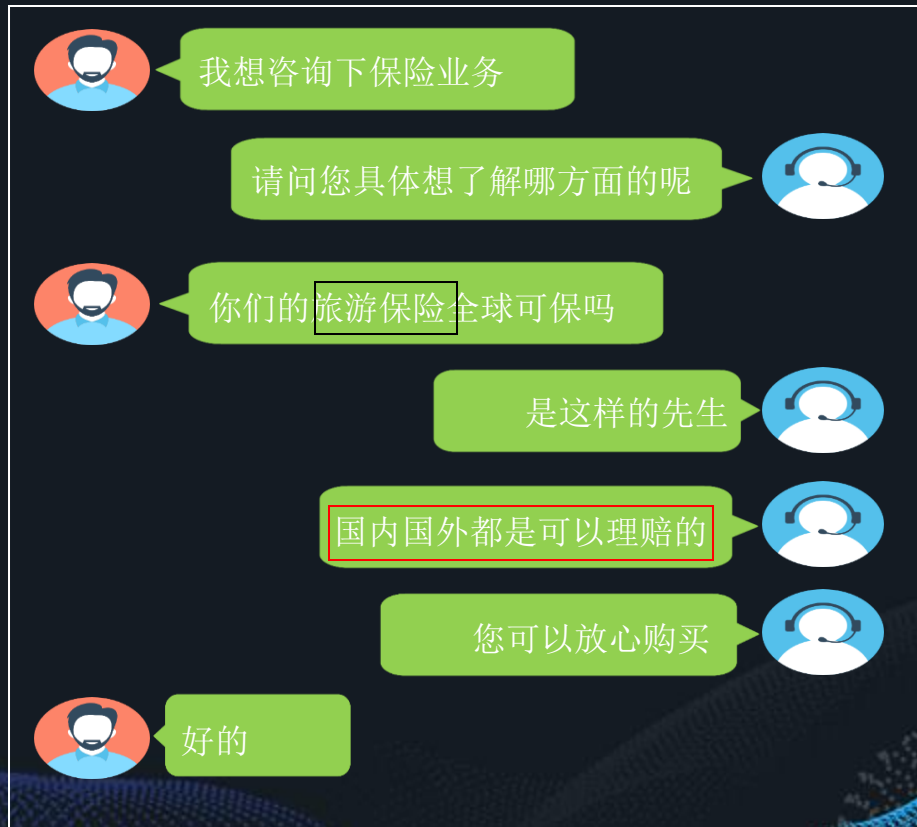 我想咨询下保险业务
请问您具体想了解哪方面的呢
你们的旅游保险全球可保吗
是这样的先生
国内国外都是可以理赔的
您可以放心购买
好的